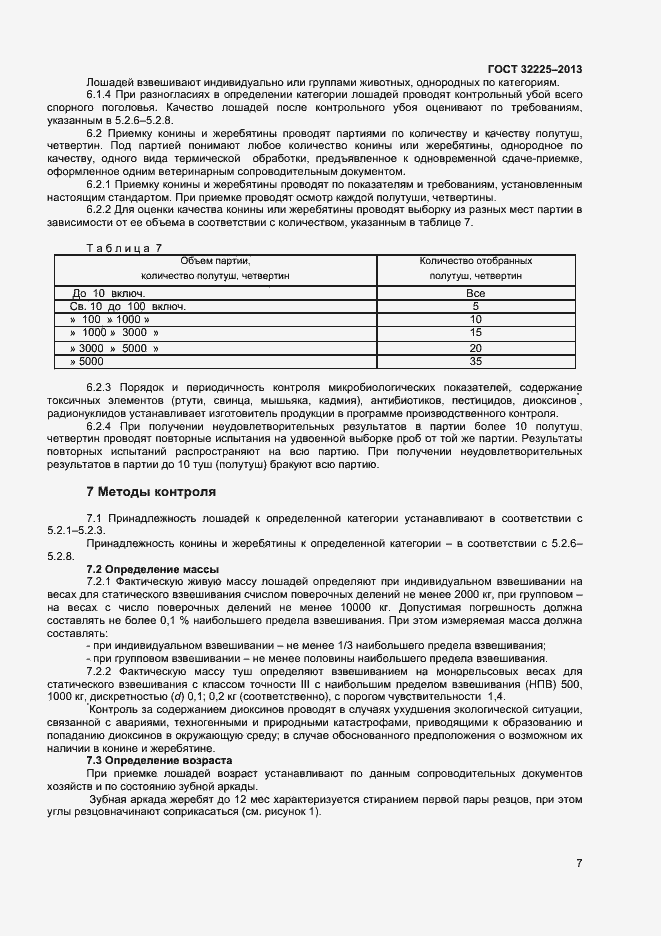 ГОСТ 32225–2013
Лошадей взвешивают индивидуально или группами животных, однородных по категориям.
6.1.4 При разногласиях в определении категории лошадей проводят контрольный убой всего
спорного поголовья. Качество лошадей после контрольного убоя оценивают по требованиям,
указанным в 5.2.6–5.2.8.
6.2 Приемку конины и жеребятины проводят партиями по количеству и качеству полутуш,
четвертин. Под партией понимают любое количество конины или жеребятины, однородное по
качеству, одного вида термической обработки, предъявленное к одновременной сдаче-приемке,
оформленное одним ветеринарным сопроводительным документом.
6.2.1 Приемку конины и жеребятины проводят по показателям и требованиям, установленным
настоящим стандартом. При приемке проводят осмотр каждой полутуши, четвертины.
6.2.2 Для оценки качества конины или жеребятины проводят выборку из разных мест партии в
зависимости от ее объема в соответствии с количеством, указанным в таблице 7.
Таблица 7
Объем партии, Количество отобранных
количество полутуш, четвертин полутуш, четвертин
До 10 включ. Все
Св. 10 до 100 включ. 5
» 100 » 1000 » 10
» 1000 » 3000 » 15
» 3000 » 5000 » 20
» 5000 35
6.2.3 Порядок и периодичность контроля микробиологических показателей, содержание
токсичных элементов (ртути, свинца, мышьяка, кадмия), антибиотиков, пестицидов, диоксинов*,
радионуклидов устанавливает изготовитель продукции в программе производственного контроля.
6.2.4 При получении неудовлетворительных результатов в партии более 10 полутуш,
четвертин проводят повторные испытания на удвоенной выборке проб от той же партии. Результаты
повторных испытаний распространяют на всю партию. При получении неудовлетворительных
результатов в партии до 10 туш (полутуш) бракуют всю партию.
7 Методы контроля
7.1 Принадлежность лошадей к определенной категории устанавливают в соответствии с
5.2.1–5.2.3.
Принадлежность конины и жеребятины к определенной категории – в соответствии с 5.2.6–
5.2.8.
7.2 Определение массы
7.2.1 Фактическую живую массу лошадей определяют при индивидуальном взвешивании на
весах для статического взвешивания счислом поверочных делений не менее 2000 кг, при групповом –
на весах с число поверочных делений не менее 10000 кг. Допустимая погрешность должна
составлять не более 0,1 % наибольшего предела взвешивания. При этом измеряемая масса должна
составлять:
- при индивидуальном взвешивании – не менее 1/3 наибольшего предела взвешивания;
- при групповом взвешивании – не менее половины наибольшего предела взвешивания.
7.2.2 Фактическую массу туш определяют взвешиванием на монорельсовых весах для
статического взвешивания с классом точности III с наибольшим пределом взвешивания (НПВ) 500,
1000 кг, дискретностью (d) 0,1; 0,2 кг (соответственно), с порогом чувствительности 1,4.
*Контроль за содержанием диоксинов проводят в случаях ухудшения экологической ситуации,
связанной с авариями, техногенными и природными катастрофами, приводящими к образованию и
попаданию диоксинов в окружающую среду; в случае обоснованного предположения о возможном их
наличии в конине и жеребятине.
7.3 Определение возраста
При приемке лошадей возраст устанавливают по данным сопроводительных документов
хозяйств и по состоянию зубной аркады.
Зубная аркада жеребят до 12 мес характеризуется стиранием первой пары резцов, при этом
углы резцовначинают соприкасаться (см. рисунок 1).
7